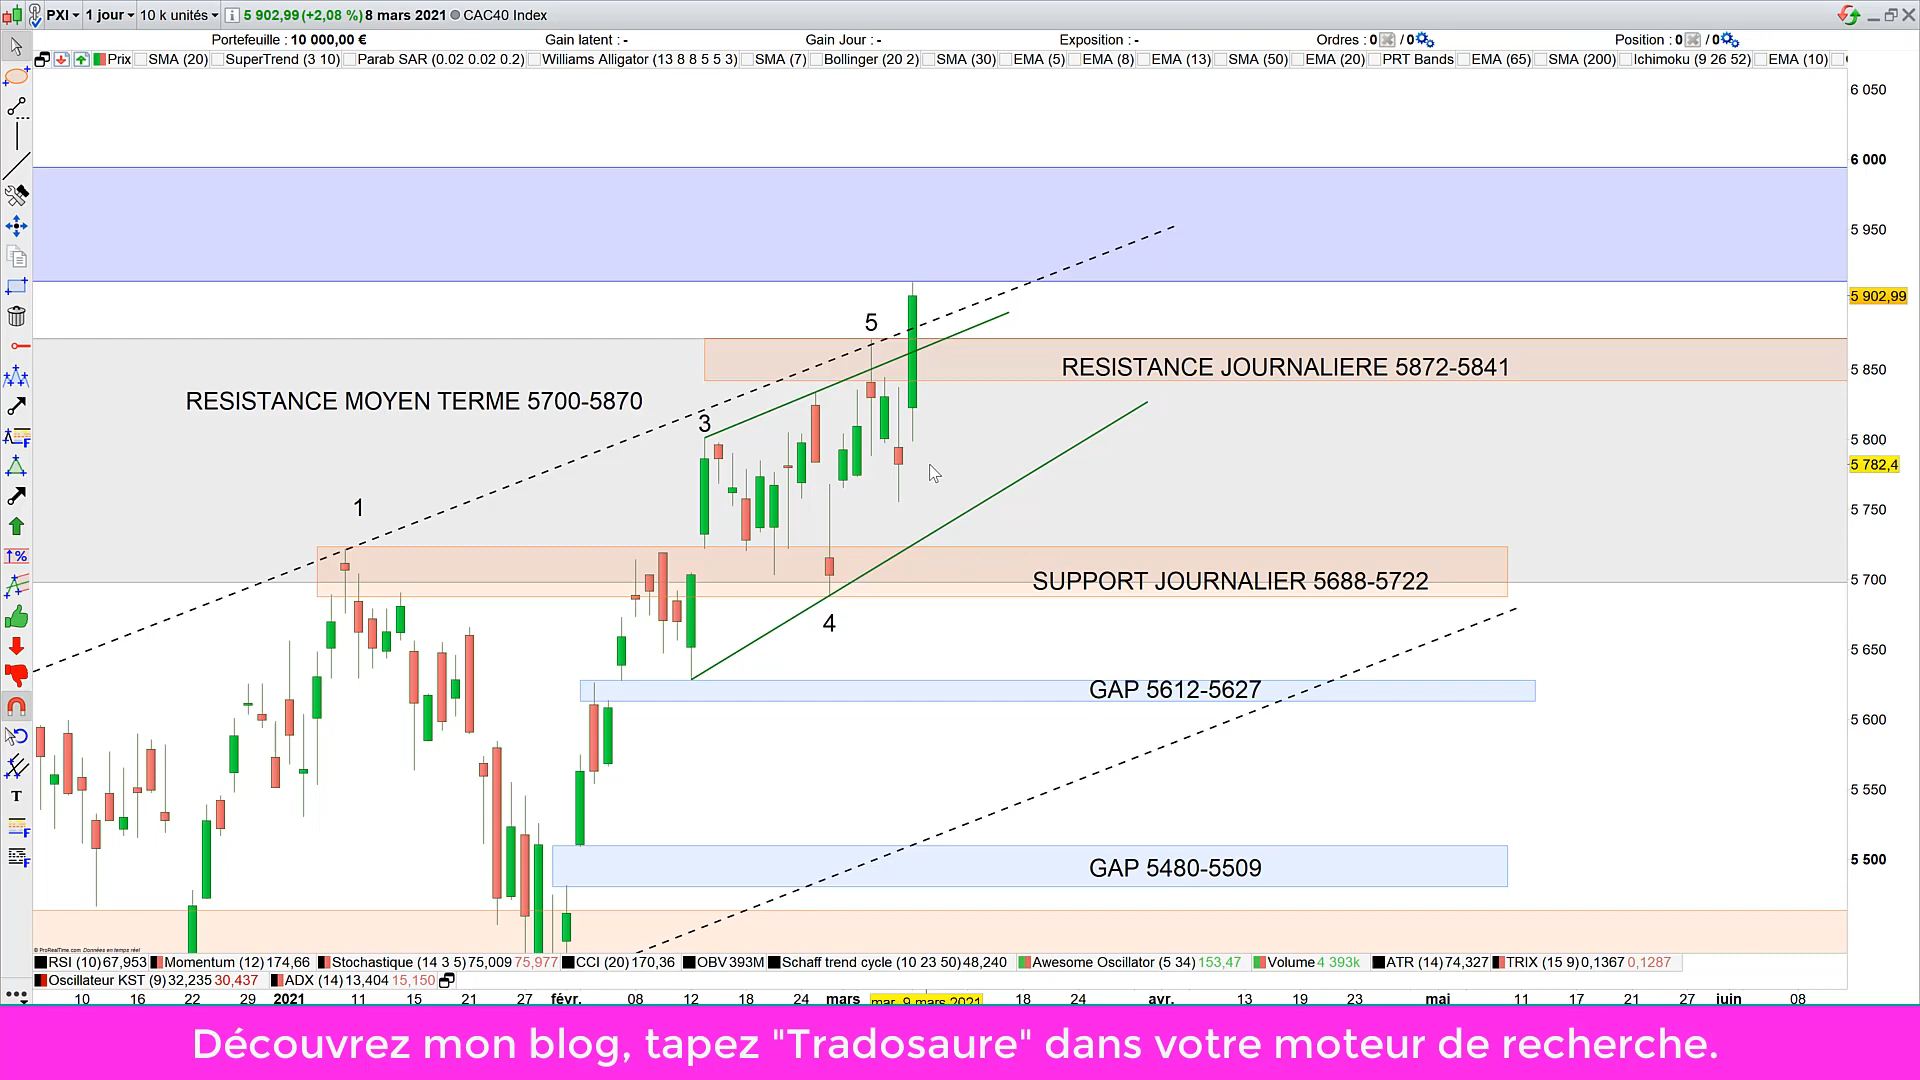 PXI 1 jour 10 k unités 5 902,99 (+2,08 %) 8 mars 2021 CAC40 Index
Portefeuille : 10 000,00 € Gain latent : - Gain Jour : - Exposition : - Ordres : 0 / 0 Position : 0 / 0
Prix SMA (20) SuperTrend (3 10) Parab SAR (0.02 0.02 0.2) Williams Alligator (13 8 8 5 5 3) SMA (7) Bollinger (20 2) SMA (30) EMA (5) EMA (8) EMA (13) SMA (50) EMA (20) PRT Bands EMA (65) SMA (200) Ichimoku (9 26 52) EMA (10)
6 050
6 000
5 950
5 902,99
5
RESISTANCE JOURNALIERE 5872-5841
5 850
RESISTANCE MOYEN TERME 5700-5870
3
5 800
5 782,4
1
5 750
SUPPORT JOURNALIER 5688-5722
5 700
4
5 650
GAP 5612-5627
5 600
5 550
GAP 5480-5509
5 500
© ProRealTime.com Données en temps réel
RSI (10) 67,953 Momentum (12) 174,66 Stochastique (14 3 5) 75,009 75,977 CCI (20) 170,36 OBV 393M Schaff trend cycle (10 23 50) 48,240 Awesome Oscillator (5 34) 153,47 Volume 4 393k ATR (14) 74,327 TRIX (15 9) 0,1367 0,1287
Oscillateur KST (9) 32,235 30,437 ADX (14) 13,404 15,150
10 16 22 29 2021 11 15 21 27 févr. 08 12 18 24 mars mar. 9 mars 2021 18 24 avr. 13 19 23 mai 11 17 21 27 juin 08
Découvrez mon blog, tapez "Tradosaure" dans votre moteur de recherche.